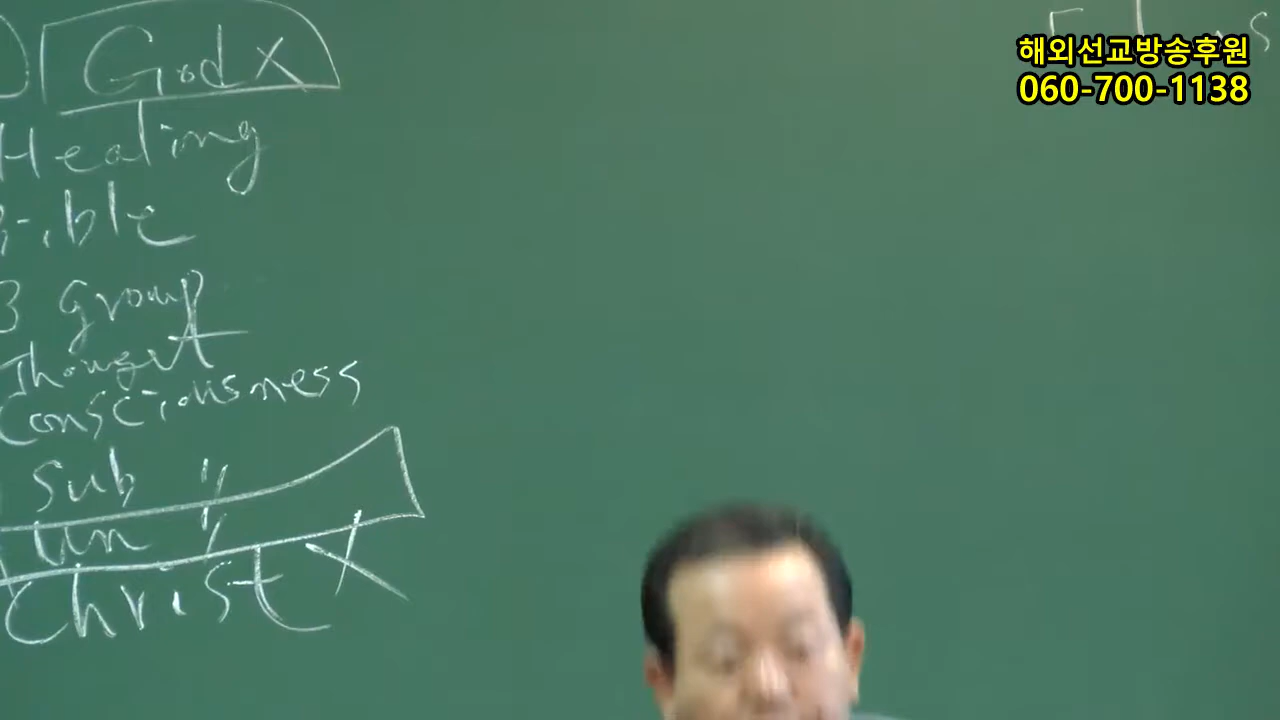 God X
Healing
Bible
3 group
Thought
Consciousness
Sub "
Un "
Christ X
해외선교방송후원
060-700-1138